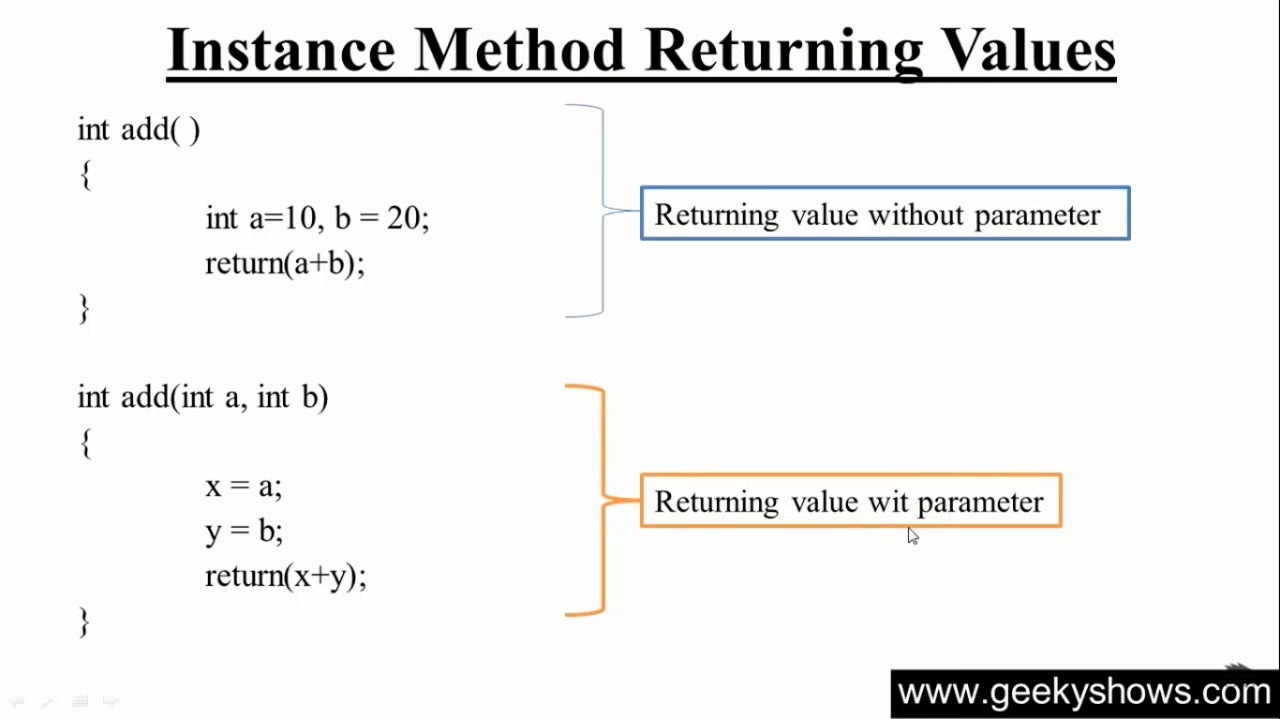 Instance Method Returning Values
int add( )
{
int a=10, b = 20;
return(a+b);
}
Returning value without parameter
int add(int a, int b)
{
x = a;
y = b;
return(x+y);
}
Returning value wit parameter
www.geekyshows.com